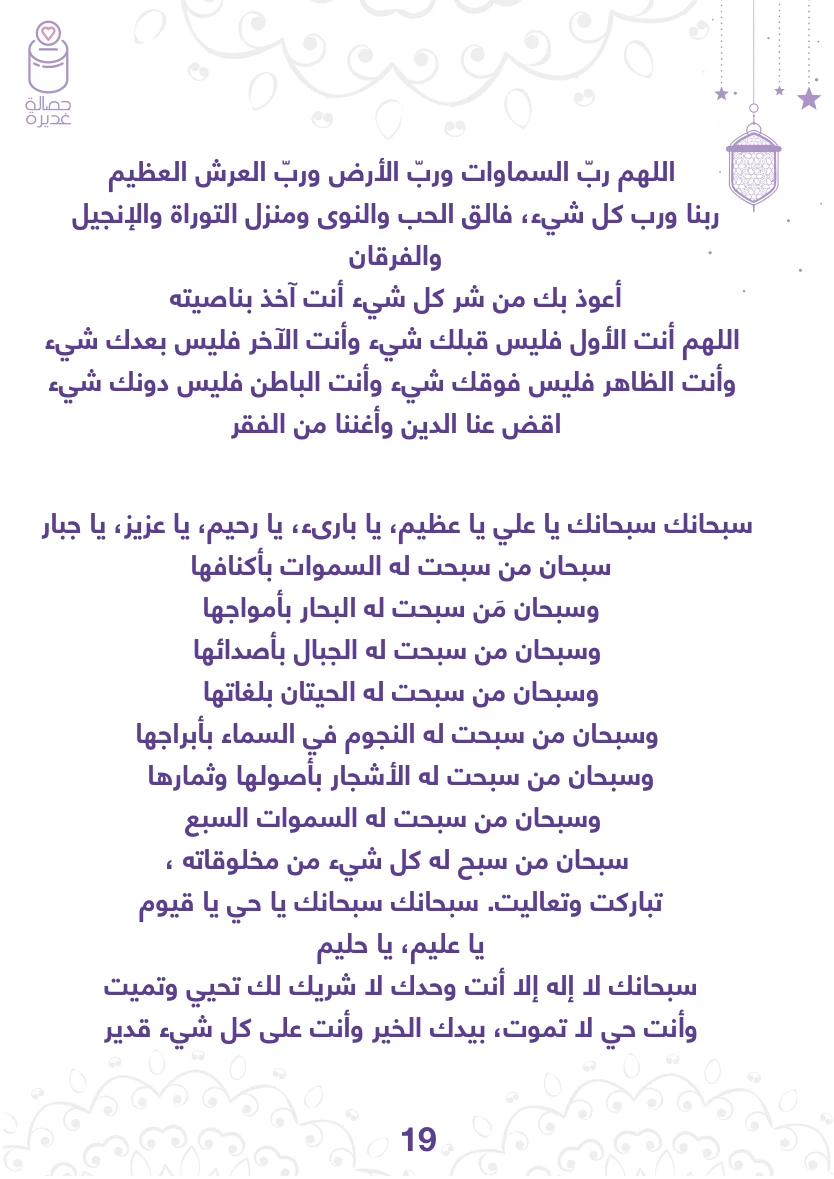 حصالة
غديرة
اللهم ربّ السماوات وربّ الأرض وربّ العرش العظيم
ربنا ورب كل شيء، فالق الحب والنوى ومنزل التوراة والإنجيل
والفرقان
أعوذ بك من شر كل شيء أنت آخذ بناصيته
اللهم أنت الأول فليس قبلك شيء وأنت الآخر فليس بعدك شيء
وأنت الظاهر فليس فوقك شيء وأنت الباطن فليس دونك شيء
اقض عنا الدين وأغننا من الفقر
سبحانك سبحانك يا علي يا عظيم، يا بارىء، يا رحيم، يا عزيز، يا جبار
سبحان من سبحت له السموات بأكنافها
وسبحان مَن سبحت له البحار بأمواجها
وسبحان من سبحت له الجبال بأصدائها
وسبحان من سبحت له الحيتان بلغاتها
وسبحان من سبحت له النجوم في السماء بأبراجها
وسبحان من سبحت له الأشجار بأصولها وثمارها
وسبحان من سبحت له السموات السبع
سبحان من سبح له كل شيء من مخلوقاته ،
تباركت وتعاليت. سبحانك سبحانك يا حي يا قيوم
يا عليم، يا حليم
سبحانك لا إله إلا أنت وحدك لا شريك لك تحيي وتميت
وأنت حي لا تموت، بيدك الخير وأنت على كل شيء قدير
19